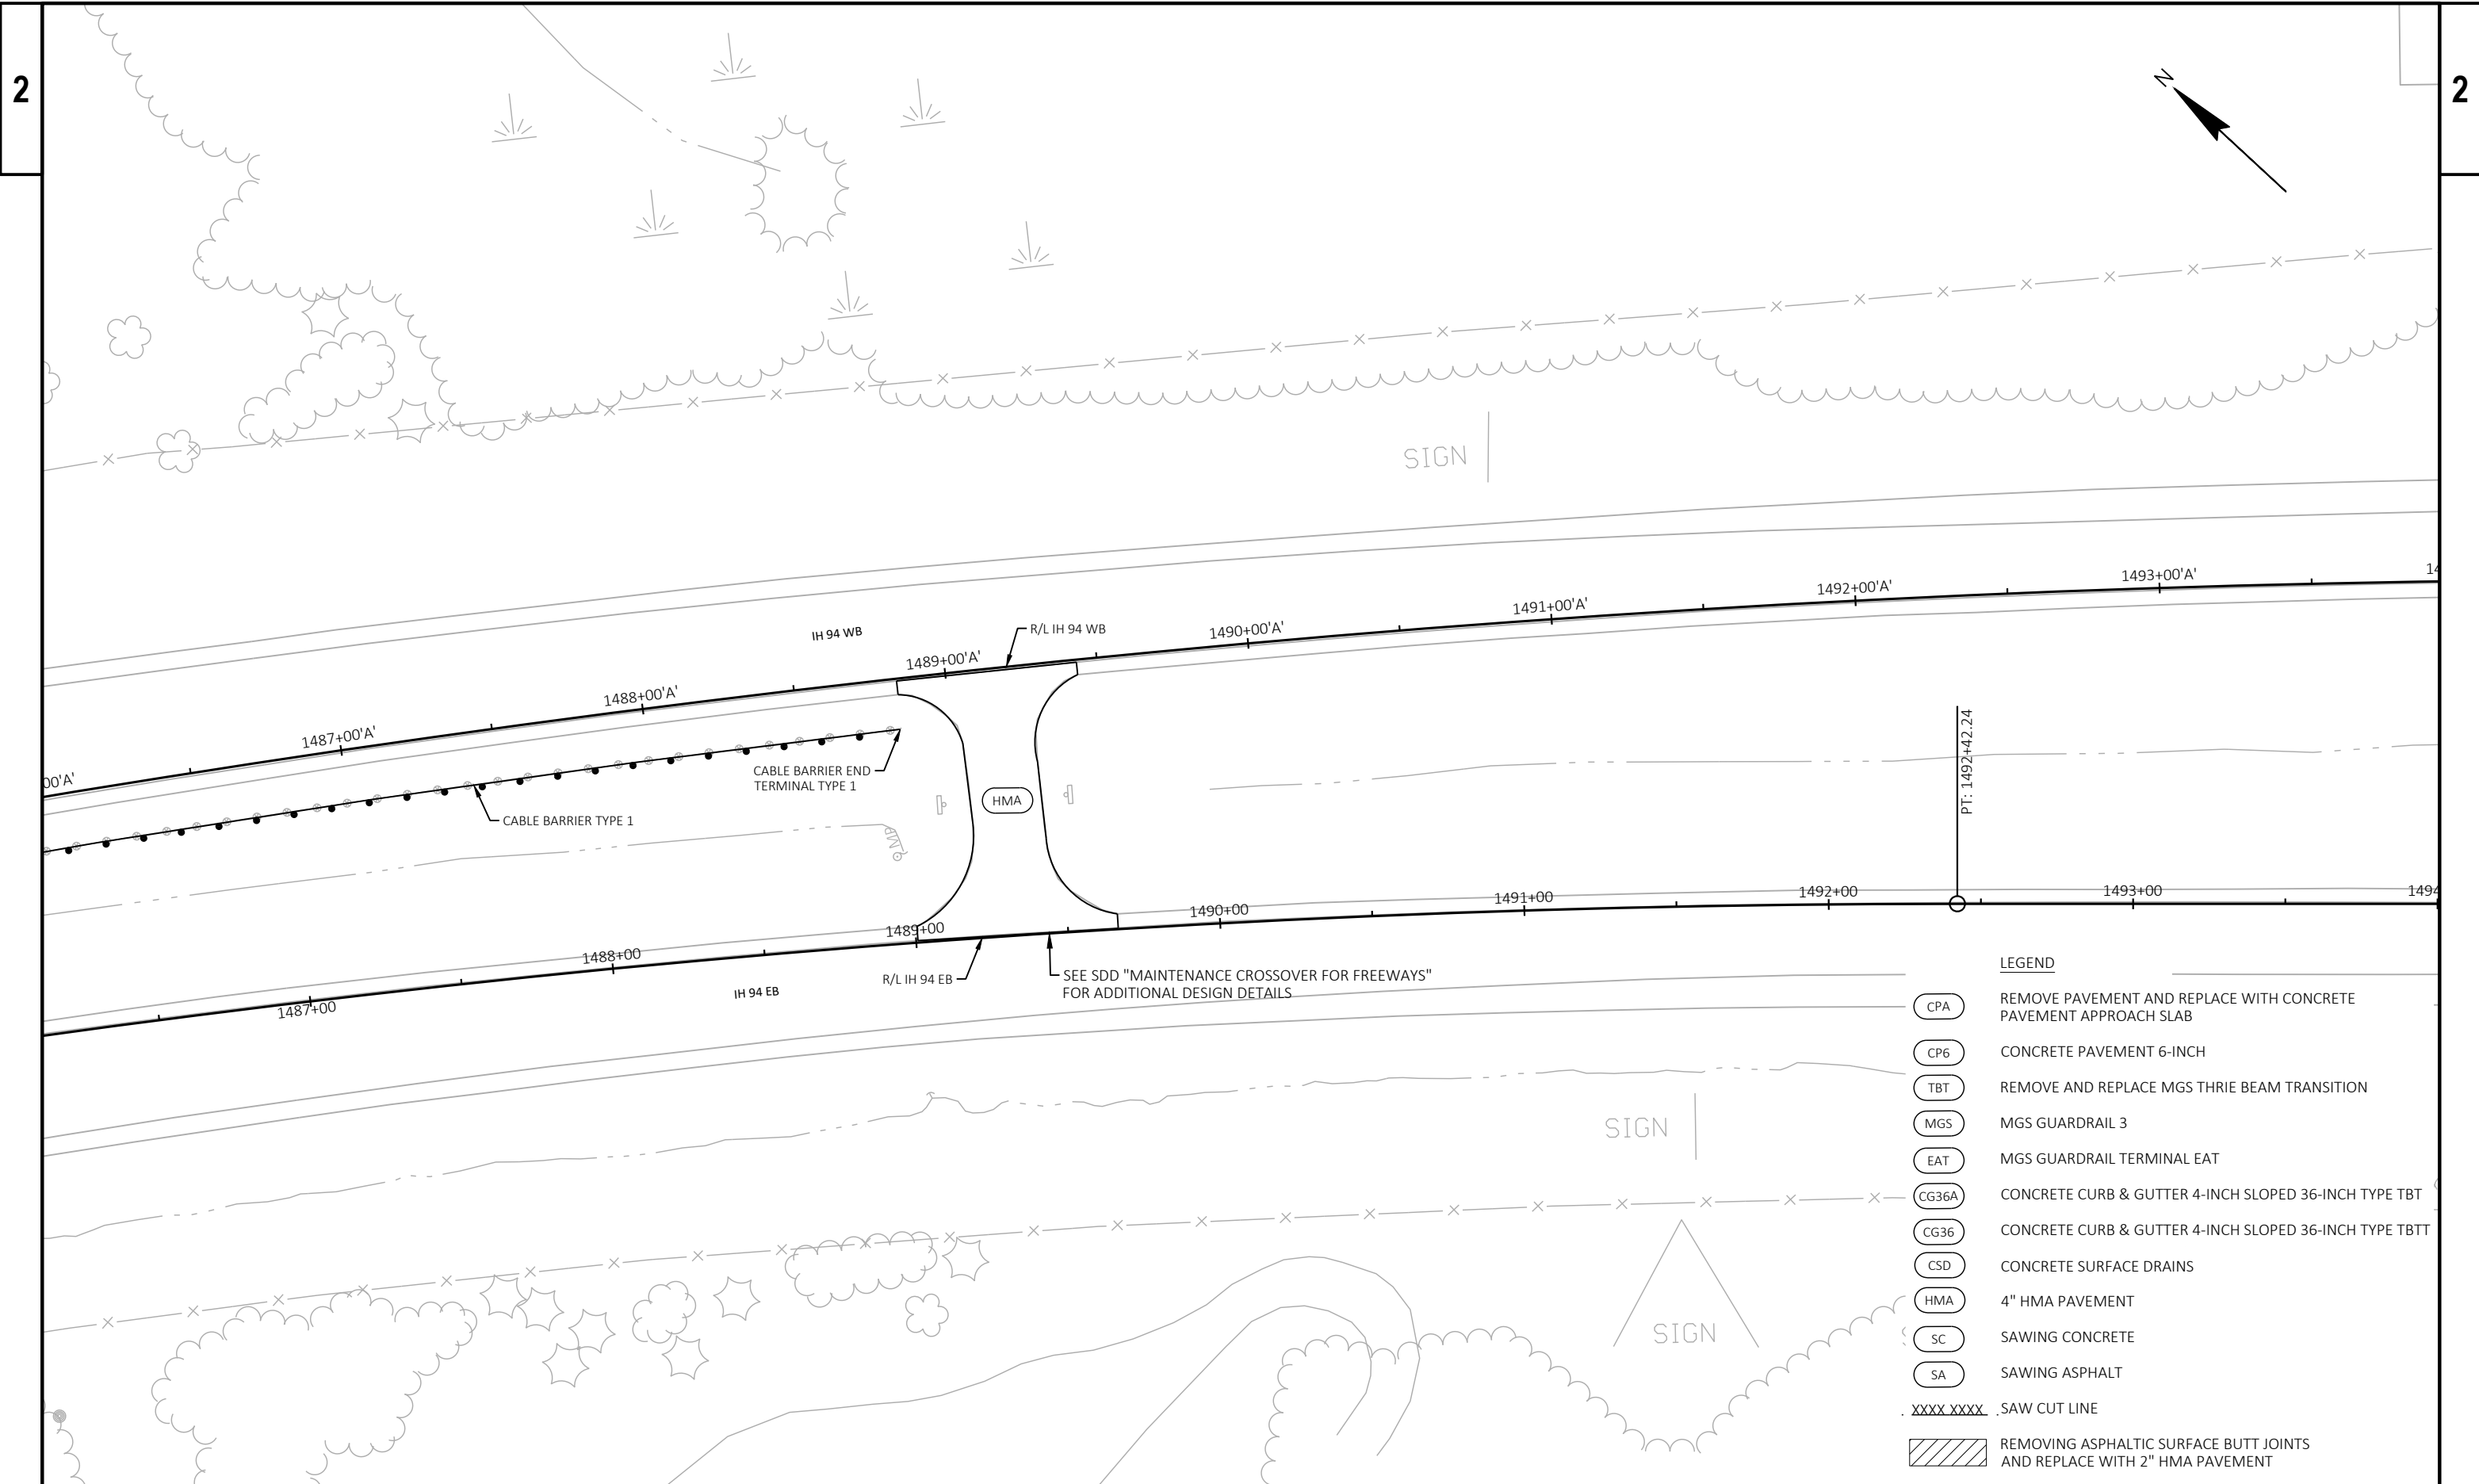 2
2
N
SIGN
1493+00'A'
14
1492+00'A'
1491+00'A'
1490+00'A'
R/L IH 94 WB
IH 94 WB
1489+00'A'
1488+00'A'
1487+00'A'
00'A'
PT: 1492+42.24
CABLE BARRIER END
TERMINAL TYPE 1
HMA
CABLE BARRIER TYPE 1
MP
1487+00
1488+00
1489+00
1490+00
1491+00
1492+00
1493+00
1494
R/L IH 94 EB
IH 94 EB
SEE SDD "MAINTENANCE CROSSOVER FOR FREEWAYS"
FOR ADDITIONAL DESIGN DETAILS
SIGN
SIGN
LEGEND
CPA REMOVE PAVEMENT AND REPLACE WITH CONCRETE
PAVEMENT APPROACH SLAB
CP6 CONCRETE PAVEMENT 6-INCH
TBT REMOVE AND REPLACE MGS THRIE BEAM TRANSITION
MGS MGS GUARDRAIL 3
EAT MGS GUARDRAIL TERMINAL EAT
CG36A CONCRETE CURB & GUTTER 4-INCH SLOPED 36-INCH TYPE TBT
CG36 CONCRETE CURB & GUTTER 4-INCH SLOPED 36-INCH TYPE TBTT
CSD CONCRETE SURFACE DRAINS
HMA 4" HMA PAVEMENT
SC SAWING CONCRETE
SA SAWING ASPHALT
XXXX XXXX SAW CUT LINE
REMOVING ASPHALTIC SURFACE BUTT JOINTS
AND REPLACE WITH 2" HMA PAVEMENT